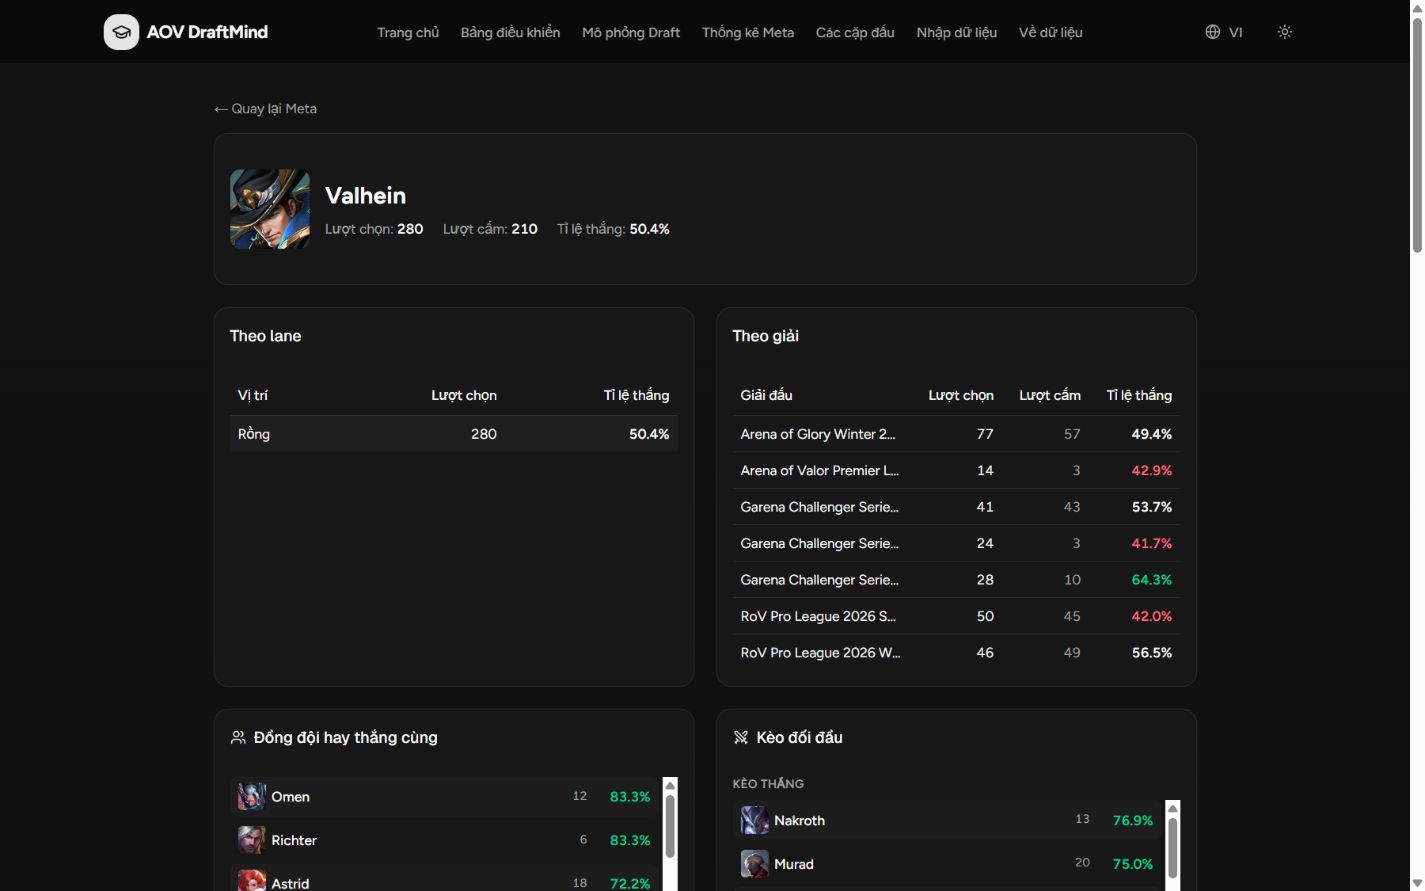 AOV DraftMind
Trang chủ Bảng điều khiển Mô phỏng Draft Thống kê Meta Các cặp đấu Nhập dữ liệu Về dữ liệu VI
← Quay lại Meta
Valhein
Lượt chọn: 280 Lượt cấm: 210 Tỉ lệ thắng: 50.4%
Theo lane
Vị trí Lượt chọn Tỉ lệ thắng
Rồng 280 50.4%
Theo giải
Giải đấu Lượt chọn Lượt cấm Tỉ lệ thắng
Arena of Glory Winter 2... 77 57 49.4%
Arena of Valor Premier L... 14 3 42.9%
Garena Challenger Serie... 41 43 53.7%
Garena Challenger Serie... 24 3 41.7%
Garena Challenger Serie... 28 10 64.3%
RoV Pro League 2026 S... 50 45 42.0%
RoV Pro League 2026 W... 46 49 56.5%
Đồng đội hay thắng cùng
Omen 12 83.3%
Richter 6 83.3%
Astrid 18 72.2%
Kèo đối đầu
KÈO THẮNG
Nakroth 13 76.9%
Murad 20 75.0%